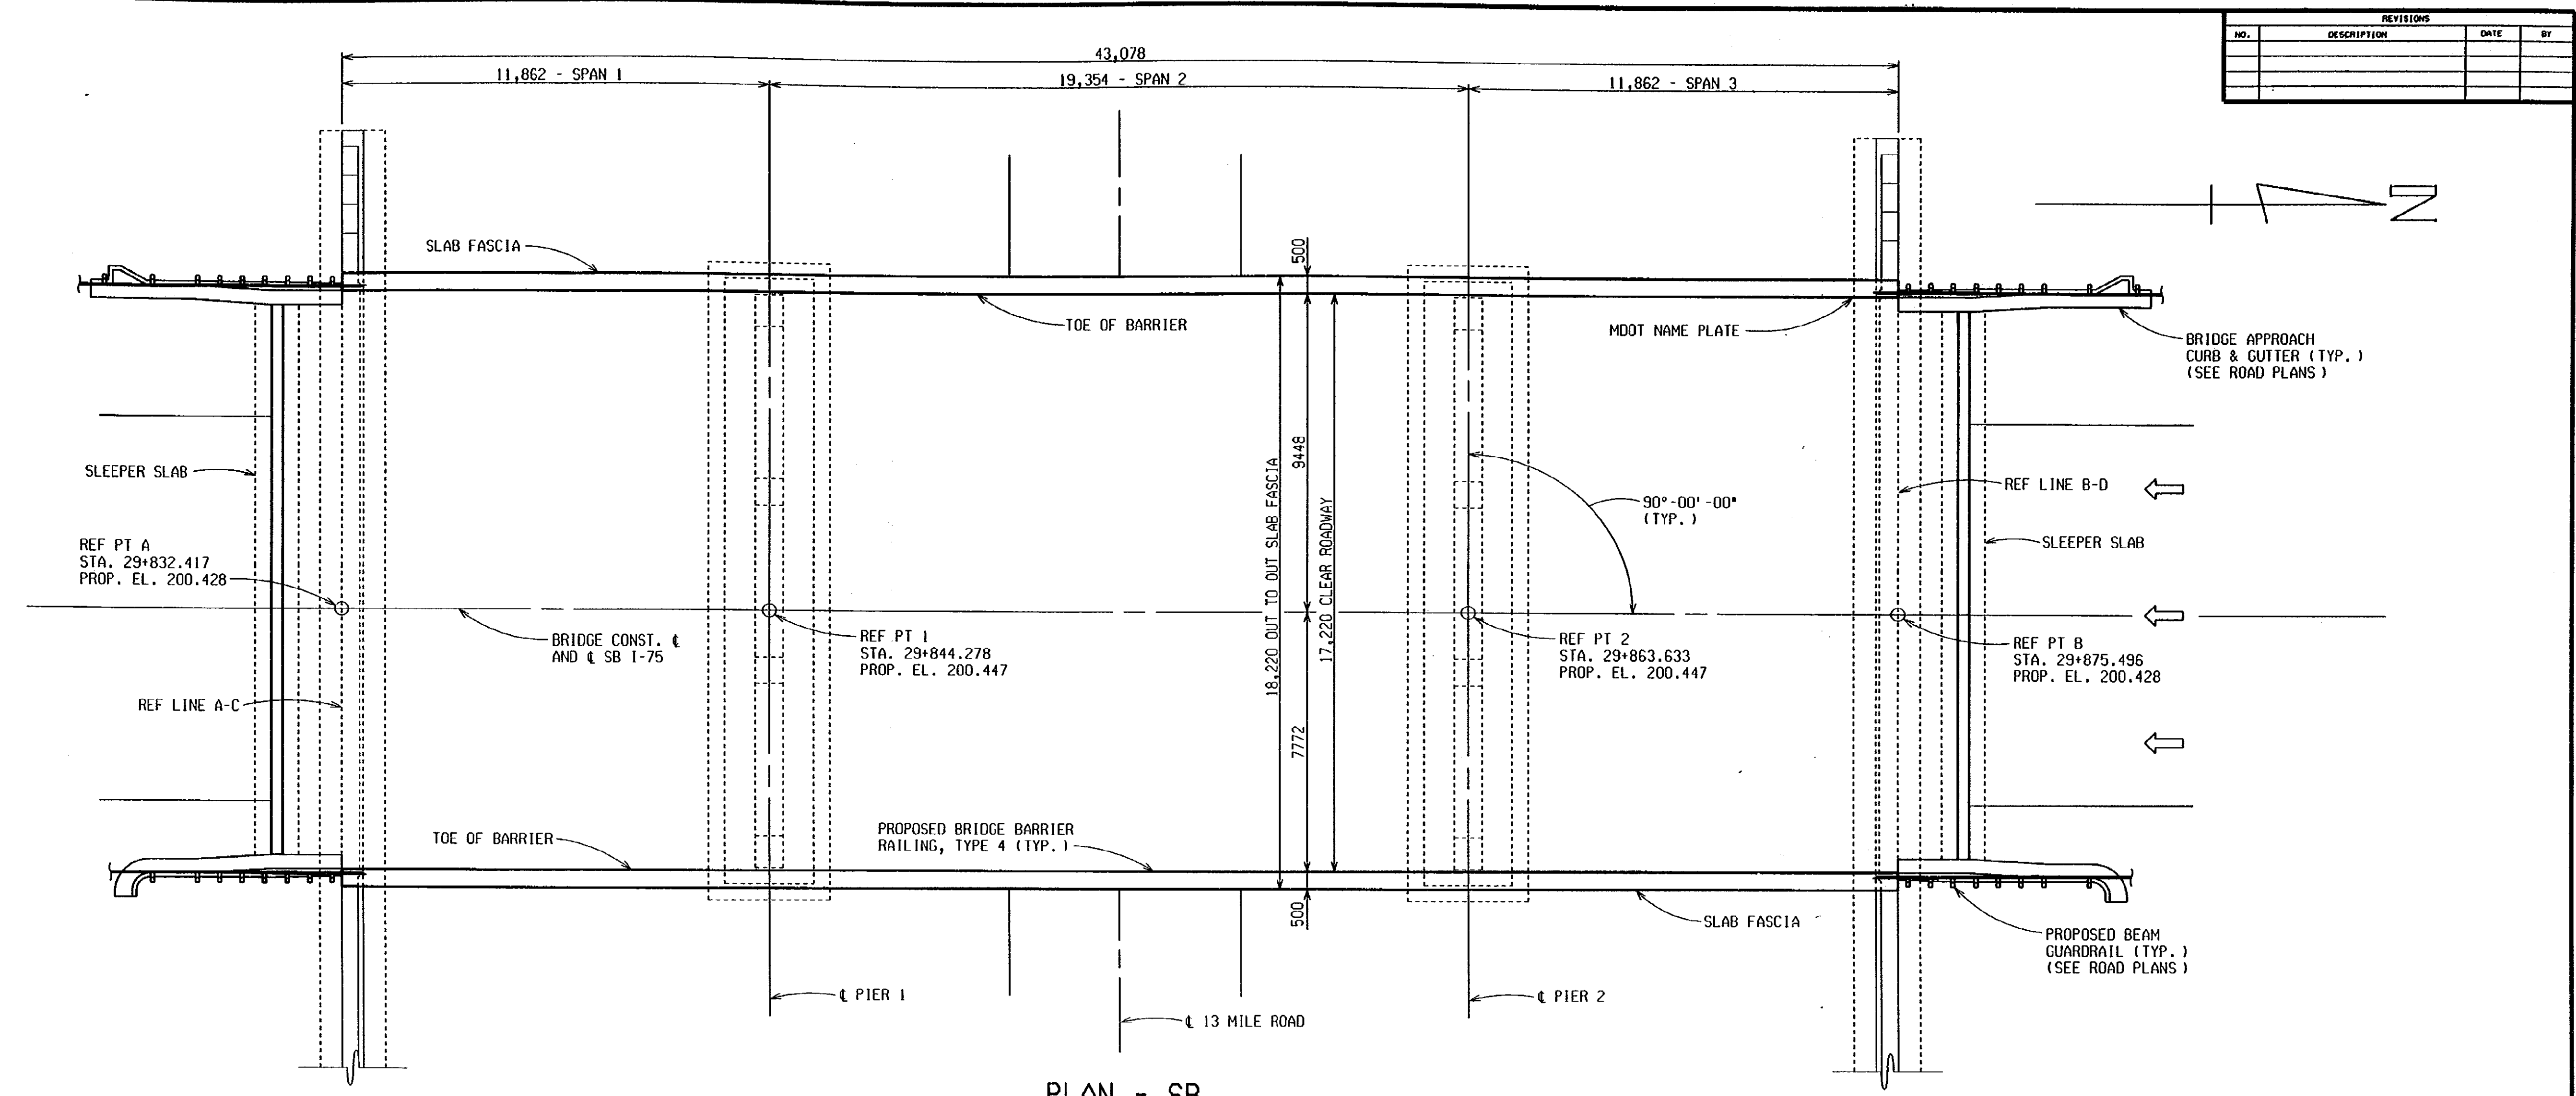 REVISIONS
NO. DESCRIPTION DATE BY
43,078
11,862 - SPAN 1
19,354 - SPAN 2
11,862 - SPAN 3
N
SLAB FASCIA
500
TOE OF BARRIER
MDOT NAME PLATE
BRIDGE APPROACH
CURB & GUTTER (TYP.)
(SEE ROAD PLANS)
SLEEPER SLAB
9448
18,220 OUT TO OUT SLAB FASCIA
17,220 CLEAR ROADWAY
90°-00'-00"
(TYP.)
REF LINE B-D
SLEEPER SLAB
REF PT A
STA. 29+832.417
PROP. EL. 200.428
BRIDGE CONST. ℄
AND ℄ SB I-75
REF PT 1
STA. 29+844.278
PROP. EL. 200.447
REF PT 2
STA. 29+863.633
PROP. EL. 200.447
REF PT B
STA. 29+875.496
PROP. EL. 200.428
REF LINE A-C
7772
TOE OF BARRIER
PROPOSED BRIDGE BARRIER
RAILING, TYPE 4 (TYP.)
500
SLAB FASCIA
PROPOSED BEAM
GUARDRAIL (TYP.)
(SEE ROAD PLANS)
℄ PIER 1
℄ PIER 2
℄ 13 MILE ROAD
PLAN - SB